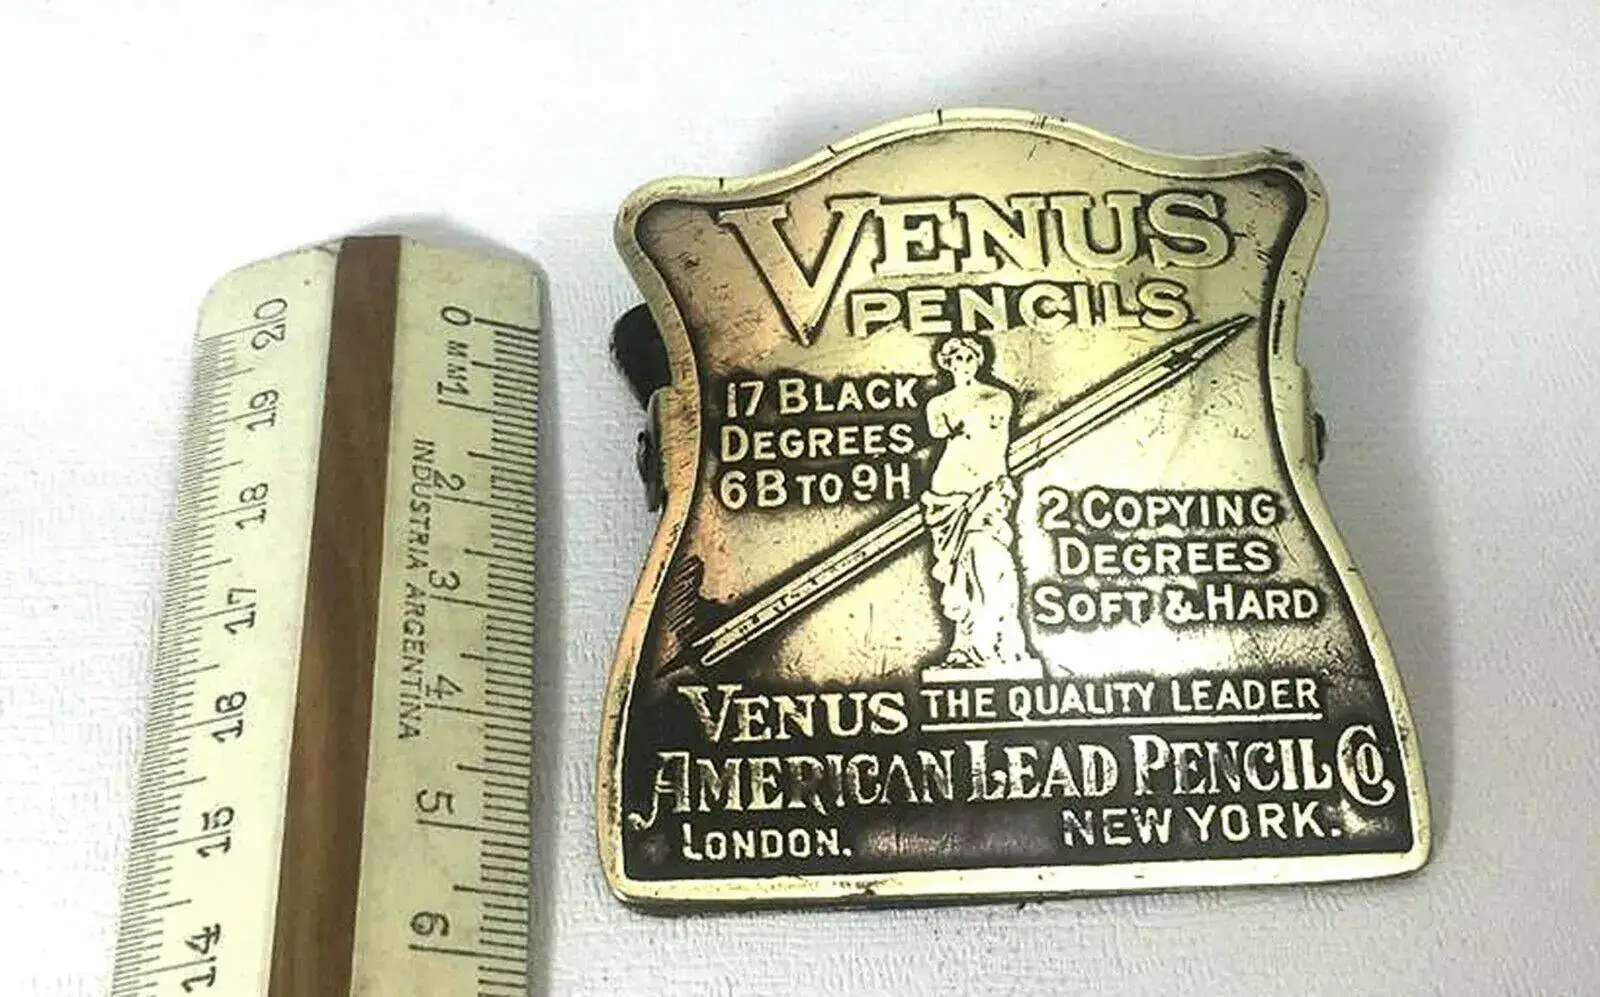 VENUS
PENCILS
17 BLACK
DEGREES
6B TO 9H
2 COPYING
DEGREES
SOFT & HARD
VENUS THE QUALITY LEADER
AMERICAN LEAD PENCIL CO
LONDON. NEW YORK.
0 MM 1 2 3 4 5 6
INDUSTRIA ARGENTINA
20 19 18 17 16 15 14